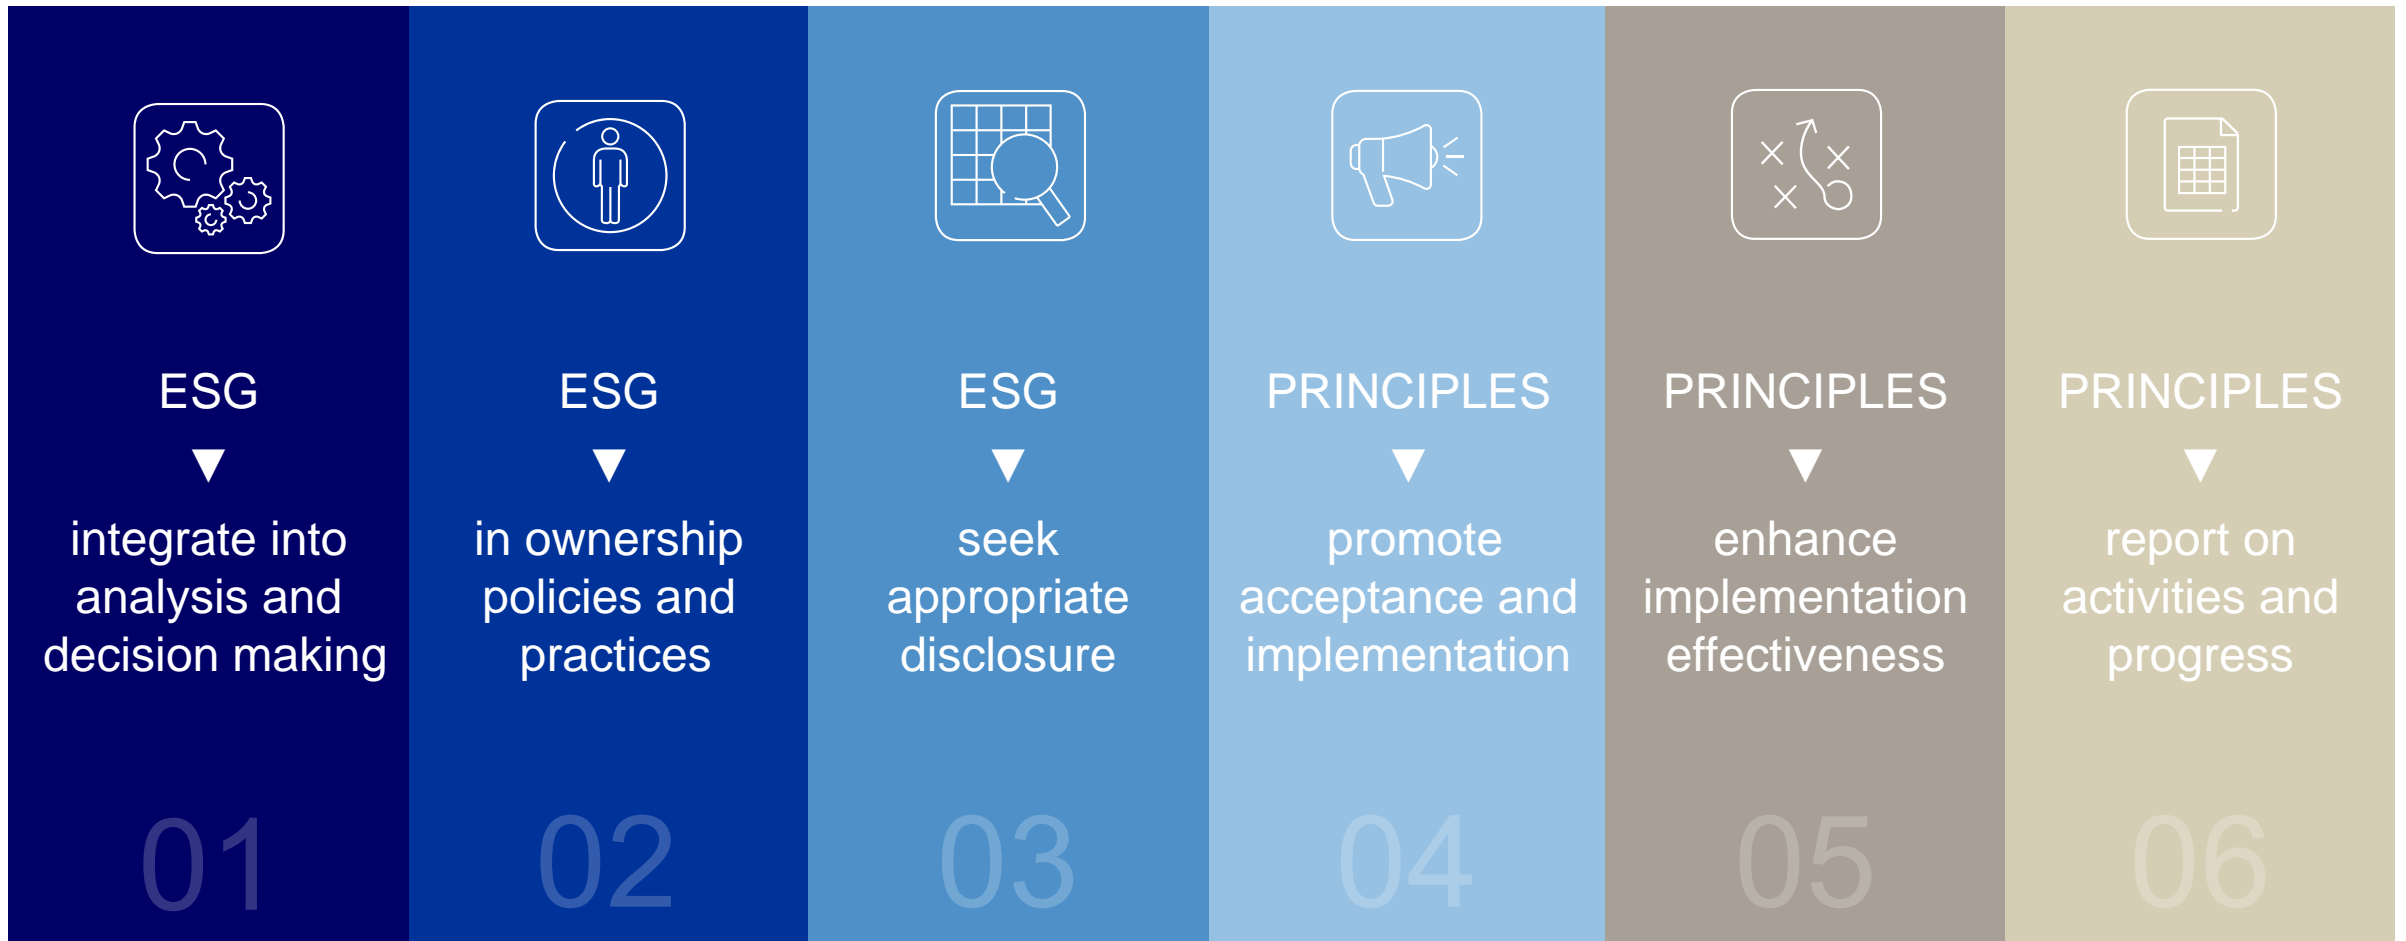 ESG
▼
integrate into
analysis and
decision making
01
ESG
▼
in ownership
policies and
practices
02
ESG
▼
seek
appropriate
disclosure
03
PRINCIPLES
▼
promote
acceptance and
implementation
04
PRINCIPLES
▼
enhance
implementation
effectiveness
05
PRINCIPLES
▼
report on
activities and
progress
06